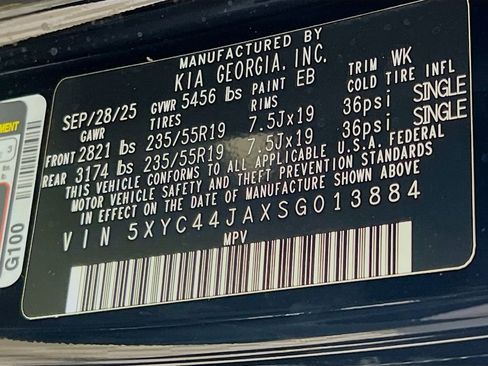 MANUFACTURED BY
KIA GEORGIA, INC.
SEP/28/25 GVWR 5456 lbs PAINT EB TRIM WK
GAWR TIRES RIMS COLD TIRE INFL
FRONT 2821 lbs 235/55R19 7.5Jx19 36psi SINGLE
REAR 3174 lbs 235/55R19 7.5Jx19 36psi SINGLE
THIS VEHICLE CONFORMS TO ALL APPLICABLE U.S.A. FEDERAL
MOTOR VEHICLE SAFETY AND THEFT PREVENTION STANDARDS
IN EFFECT ON THE DATE OF MANUFACTURE SHOWN ABOVE
VIN 5XYC44JAXSG013884
MPV
G100